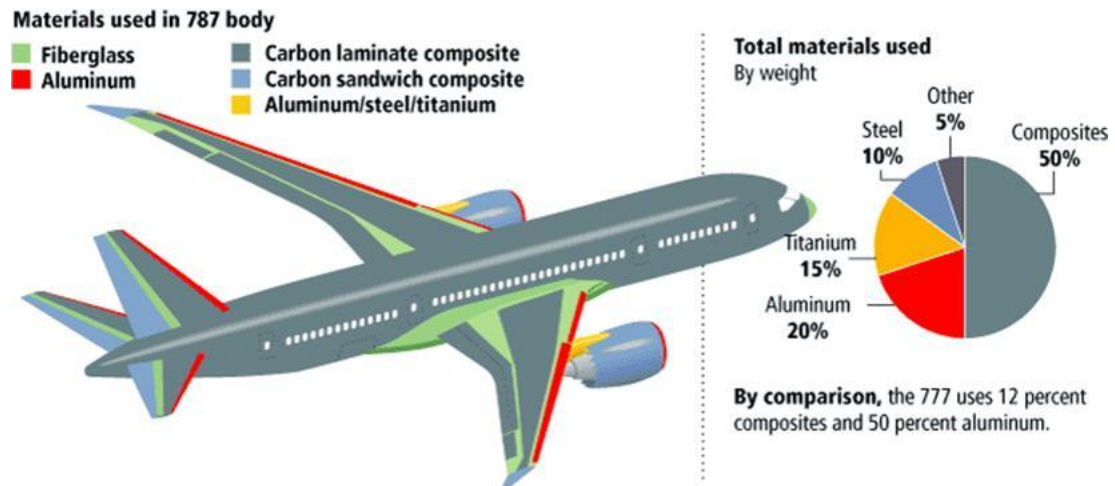 Materials used in 787 body
Fiberglass
Aluminum
Carbon laminate composite
Carbon sandwich composite
Aluminum/steel/titanium
Total materials used
By weight
Other
5%
Steel
10%
Composites
50%
Titanium
15%
Aluminum
20%
By comparison, the 777 uses 12 percent
composites and 50 percent aluminum.